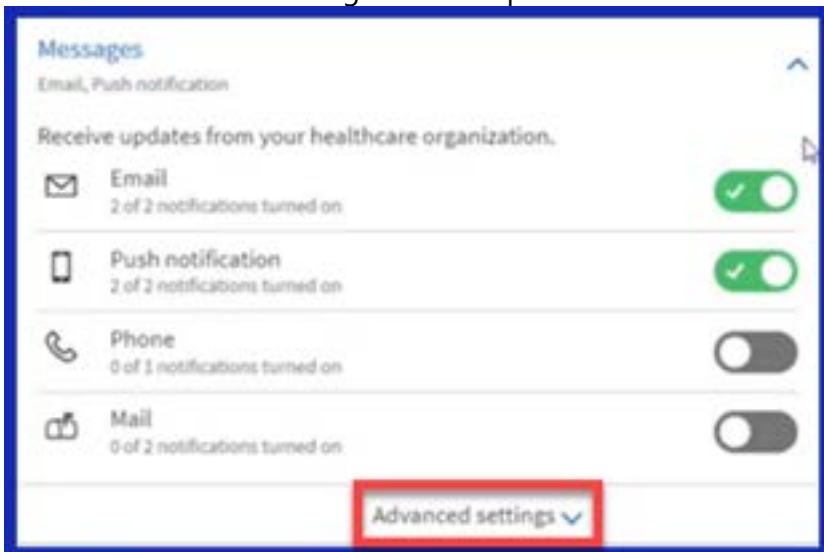 Messages
Email, Push notification
Receive updates from your healthcare organization.
Email
2 of 2 notifications turned on
Push notification
2 of 2 notifications turned on
Phone
0 of 1 notifications turned on
Mail
0 of 2 notifications turned on
Advanced settings